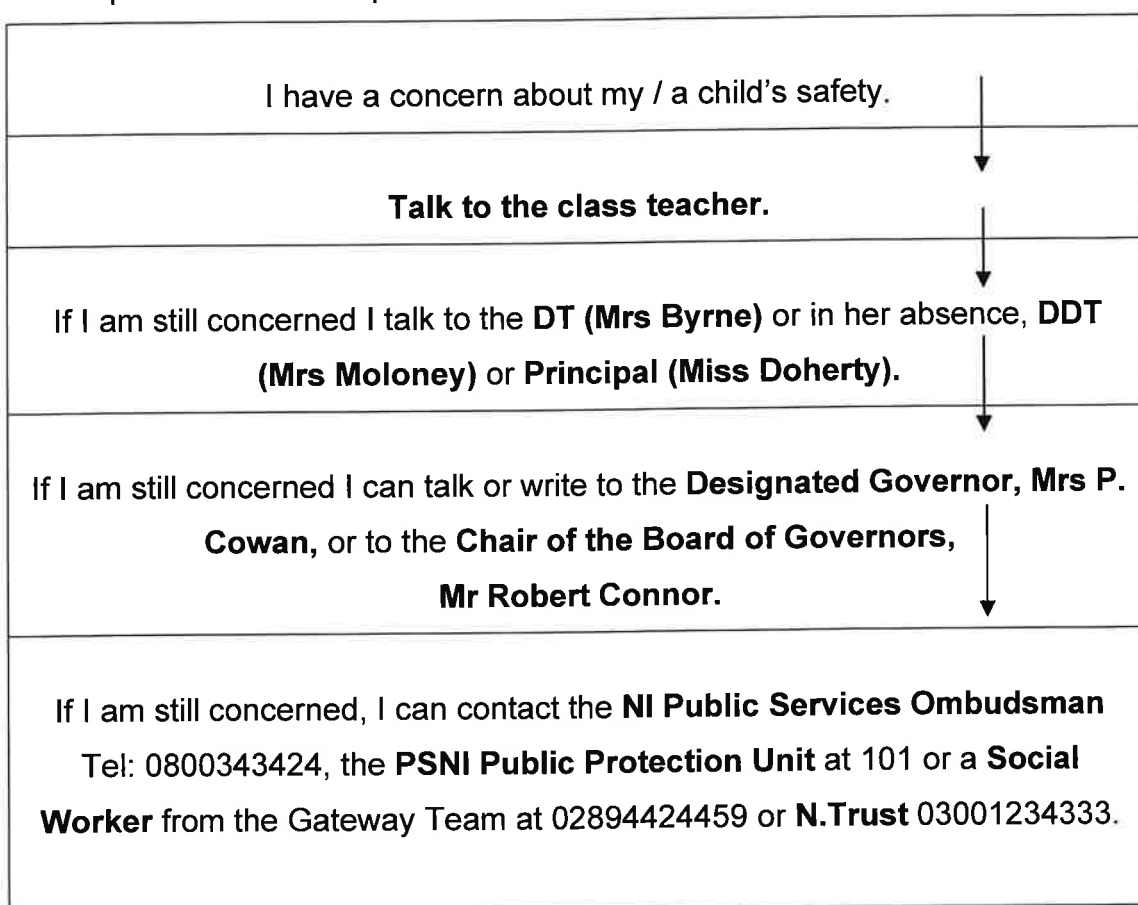 I have a concern about my / a child's safety.
Talk to the class teacher.
If I am still concerned I talk to the DT (Mrs Byrne) or in her absence, DDT
(Mrs Moloney) or Principal (Miss Doherty).
If I am still concerned I can talk or write to the Designated Governor, Mrs P.
Cowan, or to the Chair of the Board of Governors,
Mr Robert Connor.
If I am still concerned, I can contact the NI Public Services Ombudsman
Tel: 0800343424, the PSNI Public Protection Unit at 101 or a Social
Worker from the Gateway Team at 02894424459 or N.Trust 03001234333.